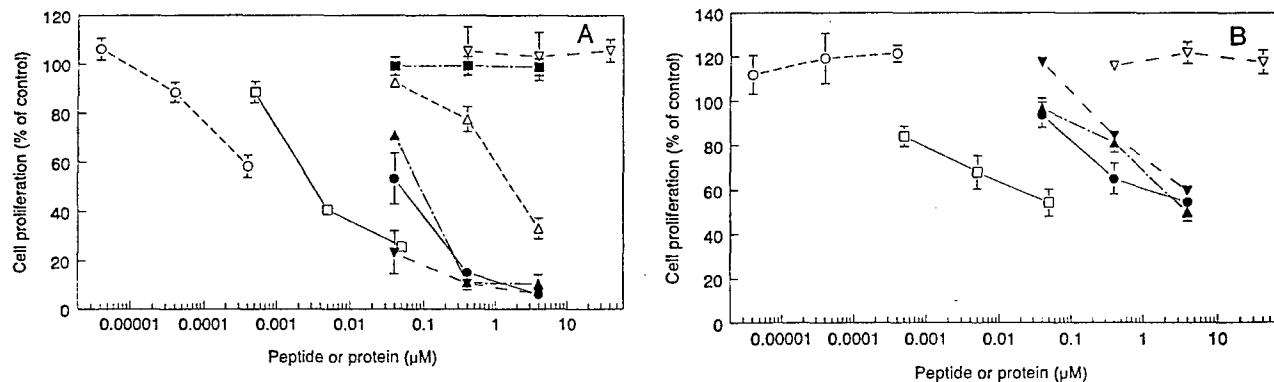 A
Cell proliferation (% of control)
120
100
80
60
40
20
0
0.00001 0.0001 0.001 0.01 0.1 1 10
Peptide or protein (µM)
B
Cell proliferation (% of control)
140
120
100
80
60
40
20
0
0.00001 0.0001 0.001 0.01 0.1 1 10
Peptide or protein (µM)